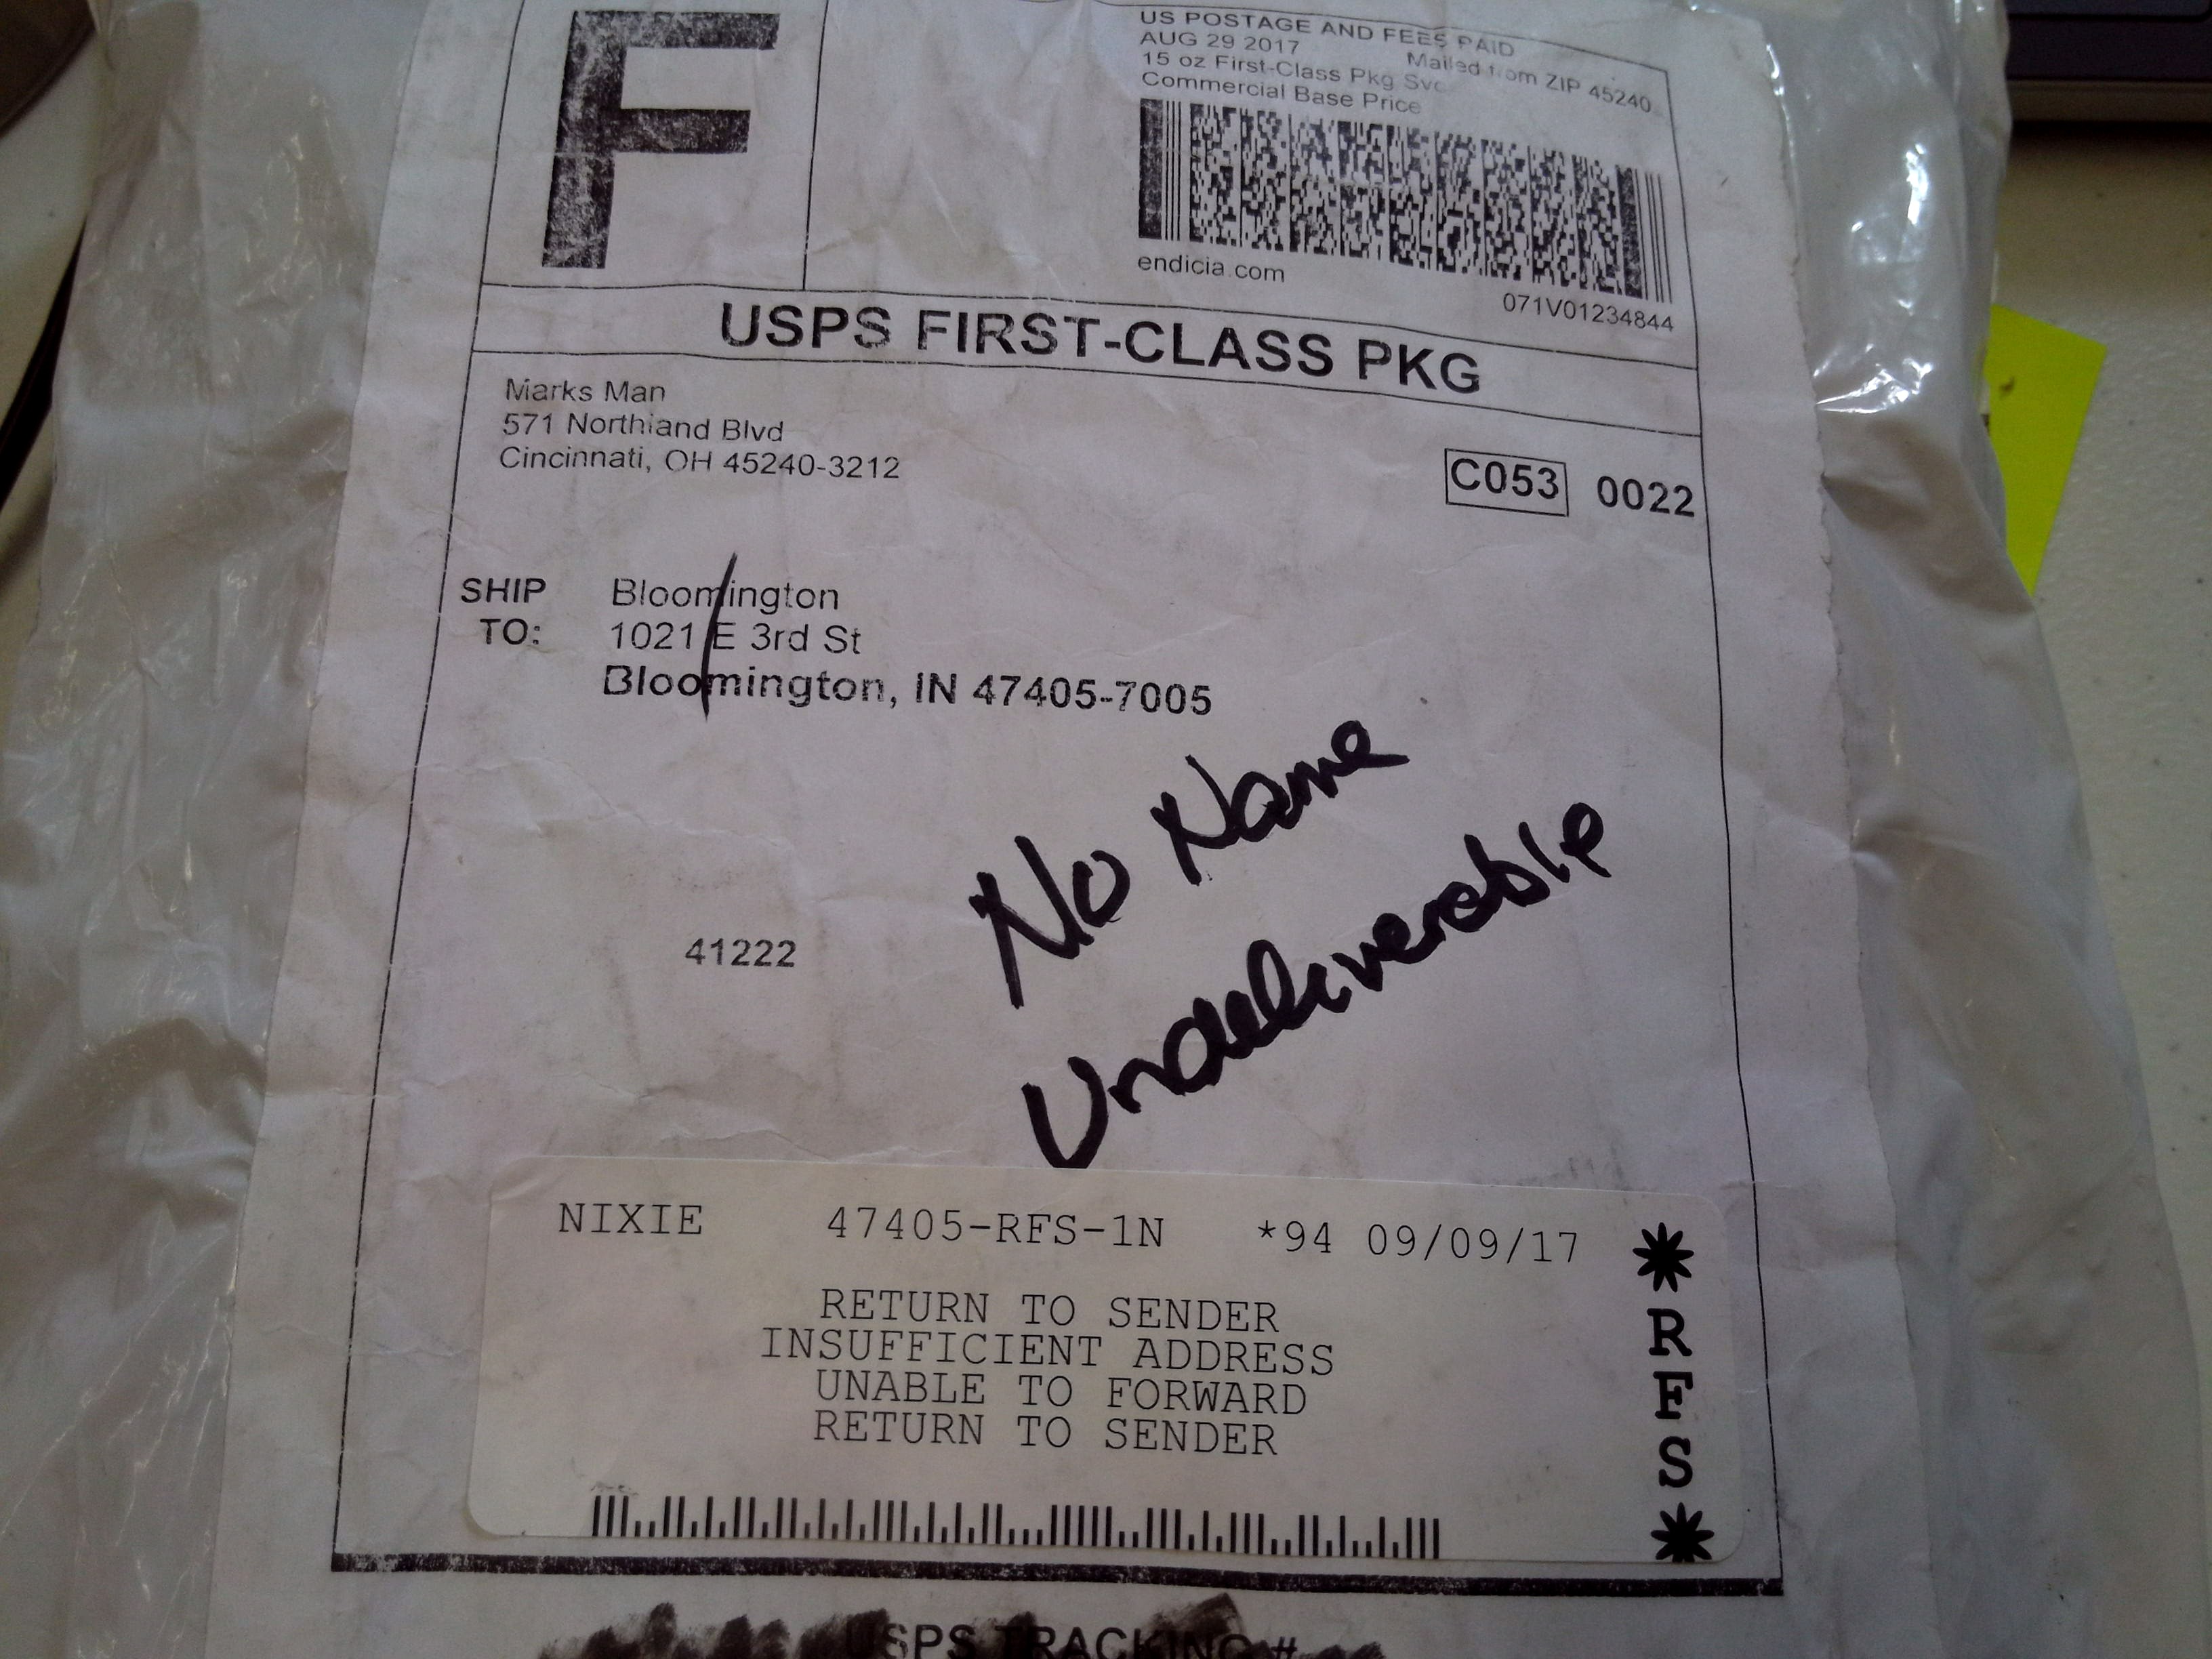 F
US POSTAGE AND FEES PAID
AUG 29 2017
Mailed from ZIP 45240
15 oz First-Class Pkg Svc
Commercial Base Price
endicia.com
071V01234844
USPS FIRST-CLASS PKG
Marks Man
571 Northland Blvd
Cincinnati, OH 45240-3212
C053 0022
SHIP TO:
Bloomington
1021 E 3rd St
Bloomington, IN 47405-7005
No Name
Undeliverable
41222
NIXIE 47405-RFS-1N *94 09/09/17
RETURN TO SENDER
INSUFFICIENT ADDRESS
UNABLE TO FORWARD
RETURN TO SENDER
*RFS*
USPS TRACKING #